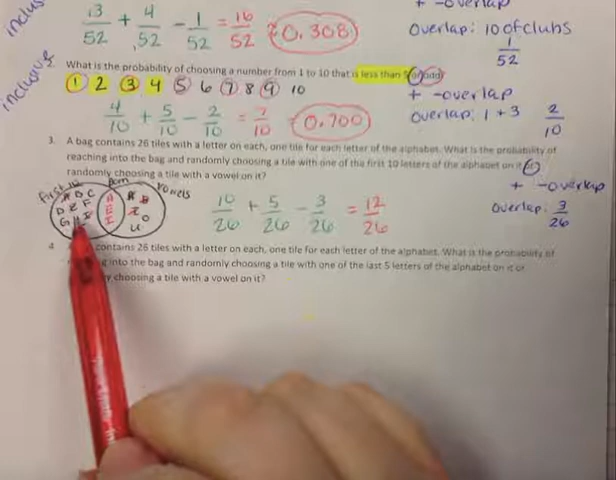 inclus
13/52 + 4/52 - 1/52 = 16/52 ≈ 0.308
+ -overlap
overlap: 10 of clubs
1/52
inclusive
2. What is the probability of choosing a number from 1 to 10 that is less than 5 or odd?
1 2 3 4 5 6 7 8 9 10
+ -overlap
overlap: 1 + 3 2/10
4/10 + 5/10 - 2/10 = 7/10 = 0.700
3. A bag contains 26 tiles with a letter on each, one tile for each letter of the alphabet. What is the probability of
reaching into the bag and randomly choosing a tile with one of the first 10 letters of the alphabet on it or
randomly choosing a tile with a vowel on it?
+ -overlap
overlap: 3/26
first 10 Both vowels
A B C
D E F
G H I
A
E
I
O
U
10/26 + 5/26 - 3/26 = 12/26
4. contains 26 tiles with a letter on each, one tile for each letter of the alphabet. What is the probability of
into the bag and randomly choosing a tile with one of the last 5 letters of the alphabet on it or
choosing a tile with a vowel on it?